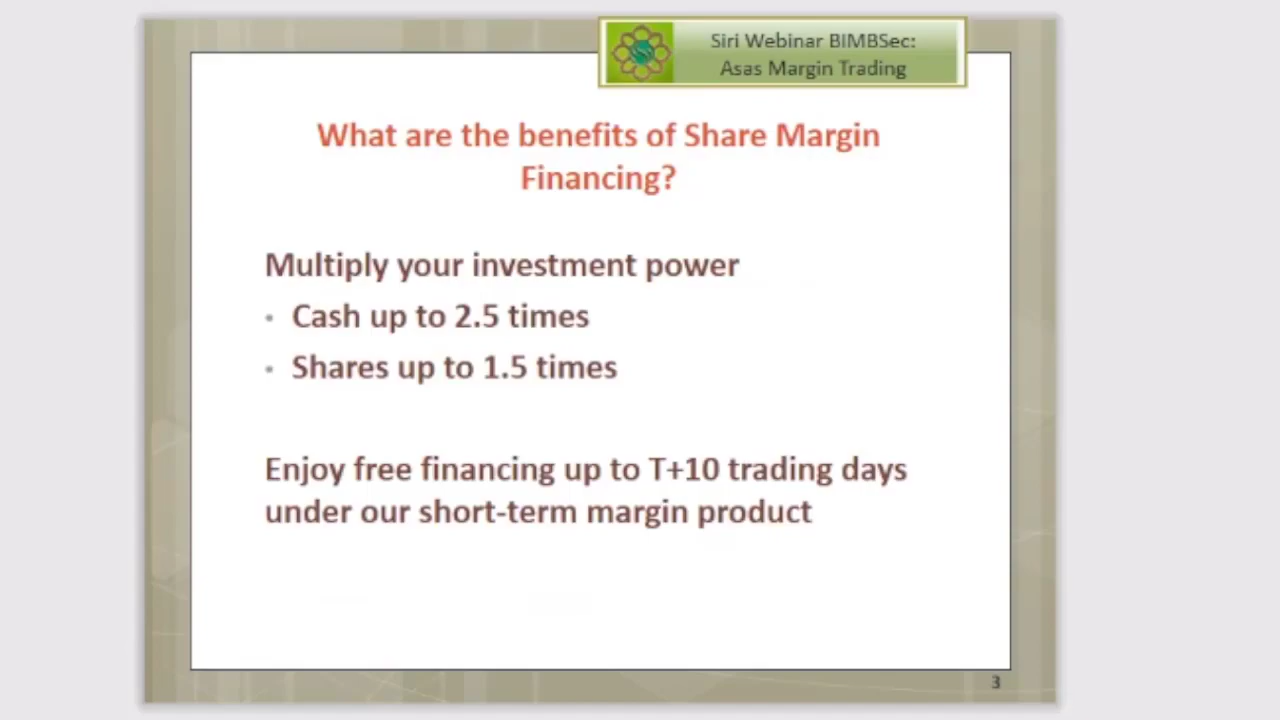 Siri Webinar BIMBSec:
Asas Margin Trading
What are the benefits of Share Margin
Financing?
Multiply your investment power
• Cash up to 2.5 times
• Shares up to 1.5 times
Enjoy free financing up to T+10 trading days
under our short-term margin product
3